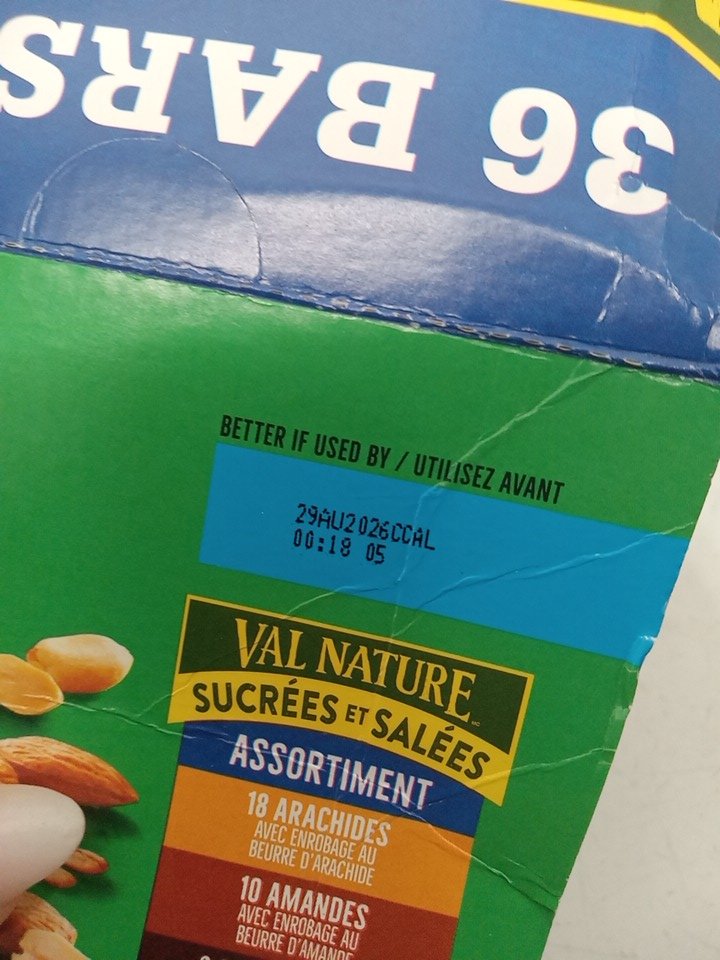 36 BARS
BETTER IF USED BY / UTILISEZ AVANT
29AU2026CCAL
00:18 05
VAL NATURE
SUCRÉES ET SALÉES
ASSORTIMENT
18 ARACHIDES
AVEC ENROBAGE AU
BEURRE D'ARACHIDE
10 AMANDES
AVEC ENROBAGE AU
BEURRE D'AMANDE